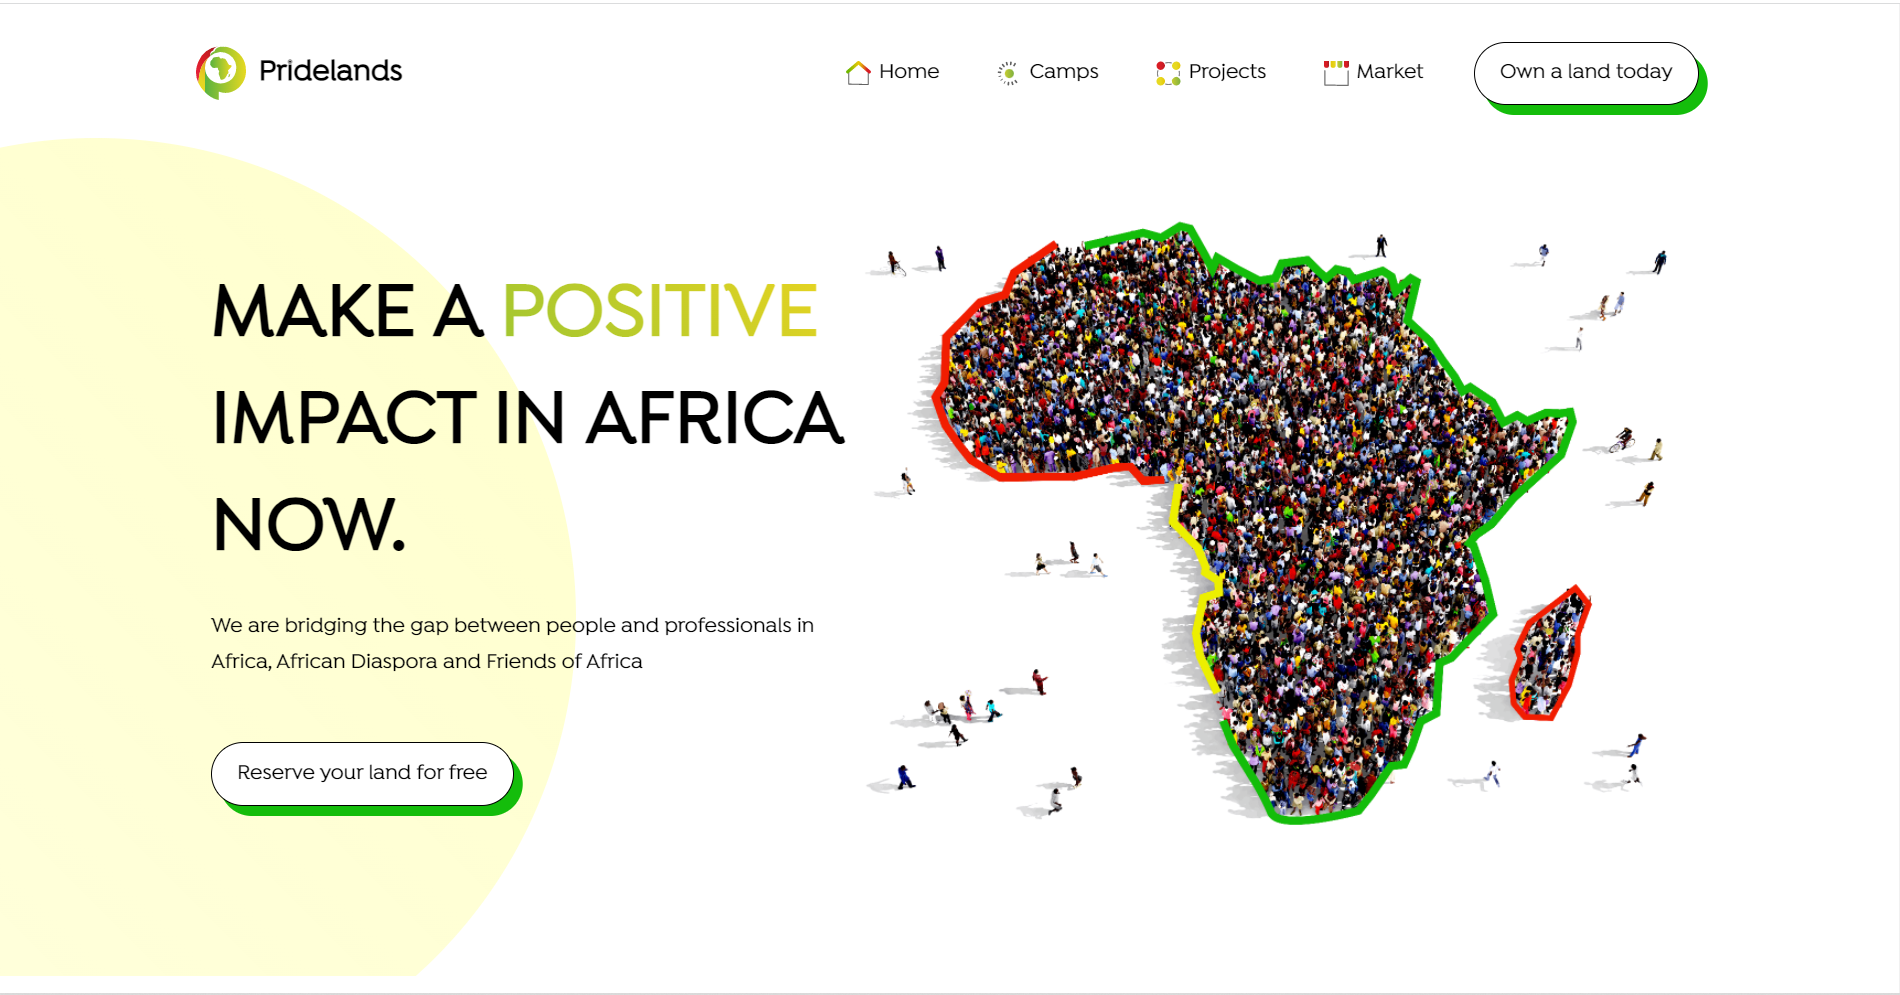 Pridelands
Home
Camps
Projects
Market
Own a land today
MAKE A POSITIVE
IMPACT IN AFRICA
NOW.
We are bridging the gap between people and professionals in
Africa, African Diaspora and Friends of Africa
Reserve your land for free